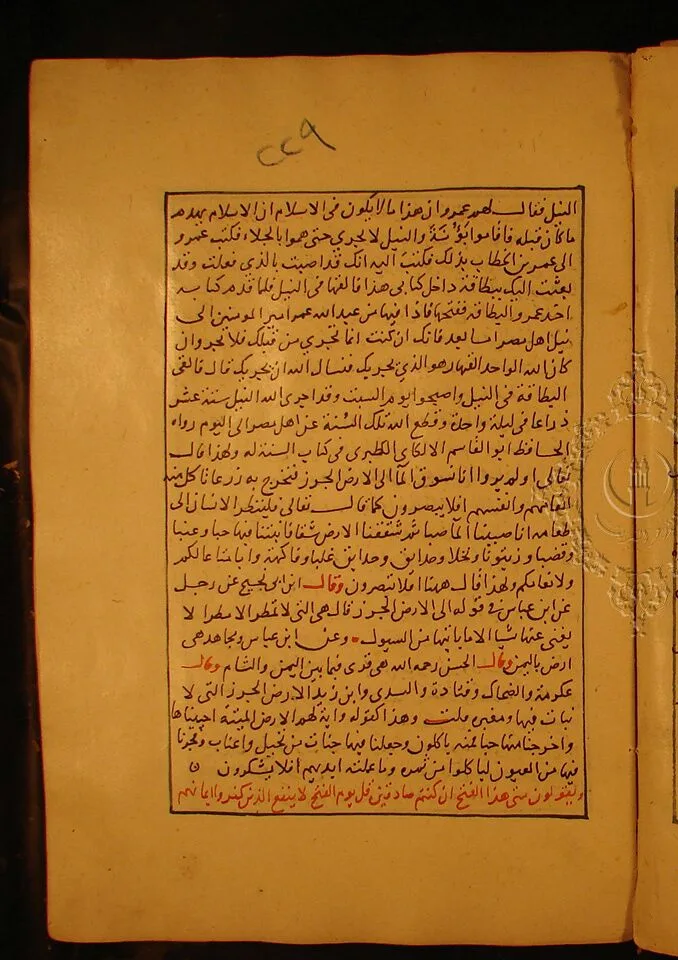 ٢٢٩
النيل فقال لهم عمرو ان هذا ما لا يكون في الاسلام ان الاسلام يهدم
ما كان قبله فاقاموا بؤنة والنيل لا يجري حتى هموا بالجلاء فكتب عمرو
الى عمر بن الخطاب بذلك فكتب اليه انك قد اصبت بالذي فعلت وقد
بعثت اليك ببطاقة داخل كتابي هذا فالقها في النيل فلما قدم كتابه
اخذ عمرو البطاقة ففتحها فاذا فيها من عبد الله عمر امير المومنين الى
نيل اهل مصر اما بعد فانك ان كنت انما تجري من قبلك فلا تجر وان
كان الله الواحد القهار هو الذي يجريك فنسال الله ان يجريك قال فالقى
البطاقة في النيل واصبحوا يوم السبت وقد اجرى الله النيل ستة عشر
ذراعا في ليلة واحدة وقطع الله تلك السنة عن اهل مصر الى اليوم رواه
الحافظ ابو القاسم الالكاي الطبري في كتاب السنة له وهذا قال
تعالى اولم يروا انا نسوق الما الى الارض الجرز فنخرج به زرعا تاكل منه
انعامهم وانفسهم افلا يبصرون كما قال تعالى فلينظر الانسان الى
طعامه انا صببنا الما صبا ثم شققنا الارض شقا فانبتنا فيها حبا وعنبا
وقضبا وزيتونا ونخلا وحدايق وحدايق غلبا وفاكهة وابا متاعا لكم
ولانعامكم ولهذا قال ههنا افلا تبصرون وقال ابن ابي نجيح عن رجل
عن ابن عباس في قوله الى الارض الجرز قال هي التي لا تمطر الا مطرا لا
يغني عنها شيا الا ما ياتيها من السيول وعن ابن عباس ومجاهد هي
ارض باليمن وقال الحسن رحمه الله هي قرى فيما بين اليمن والشام وقال
عكرمة والضحاك وقتادة والسدي وابن زيد الارض الجرز التي لا
نبات فيها وهي مغبرة قلت وهذا كقوله واية لهم الارض الميتة احييناها
واخرجنا منها حبا فمنه ياكلون وجعلنا فيها جنات من نخيل واعناب وفجرنا
فيها من العيون لياكلوا من ثمره وما عملته ايديهم افلا يشكرون
ويقولون متى هذا الفتح ان كنتم صادقين قل يوم الفتح لا ينفع الذين كفروا ايمانهم